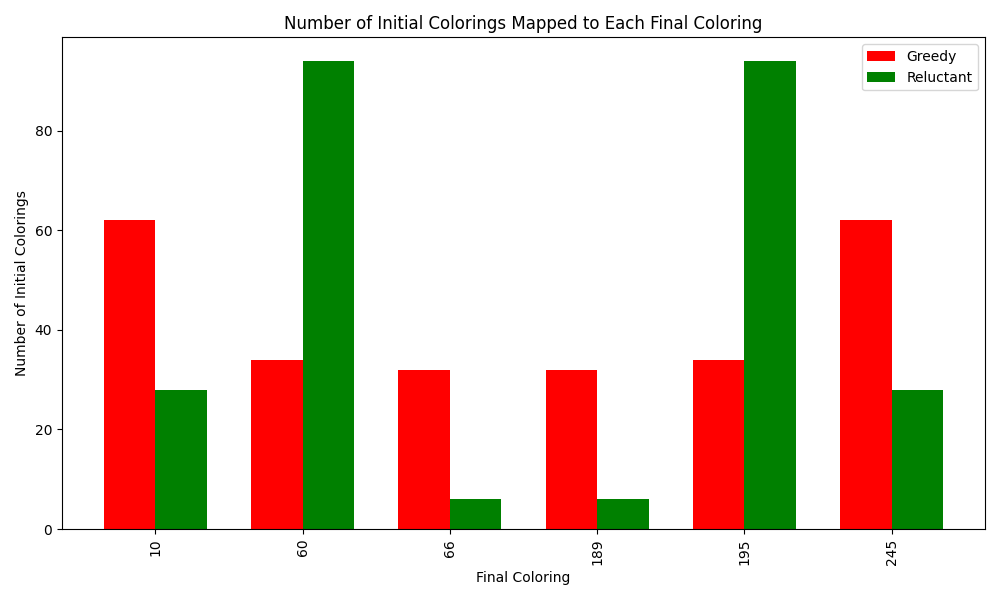 Number of Initial Colorings Mapped to Each Final Coloring
Greedy
Reluctant
Number of Initial Colorings
80
60
40
20
0
10
60
66
189
195
245
Final Coloring